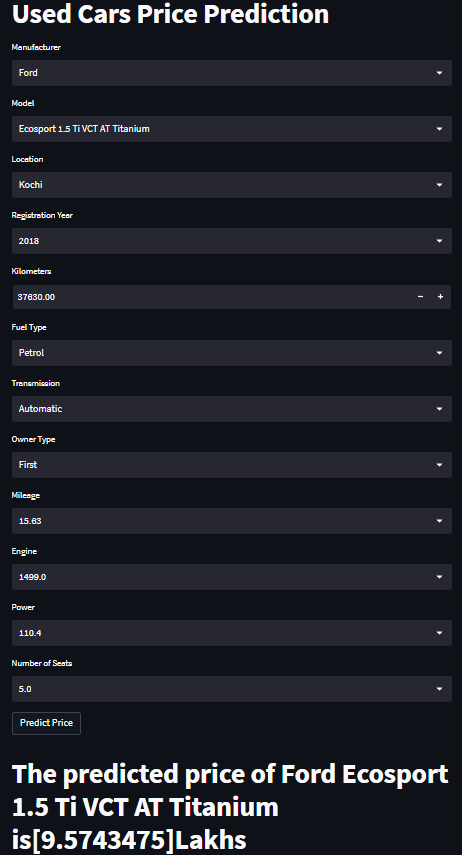 Used Cars Price Prediction
Manufacturer
Ford
Model
Ecosport 1.5 Ti VCT AT Titanium
Location
Kochi
Registration Year
2018
Kilometers
37630.00
Fuel Type
Petrol
Transmission
Automatic
Owner Type
First
Mileage
15.63
Engine
1499.0
Power
110.4
Number of Seats
5.0
Predict Price
The predicted price of Ford Ecosport
1.5 Ti VCT AT Titanium
is[9.5743475]Lakhs